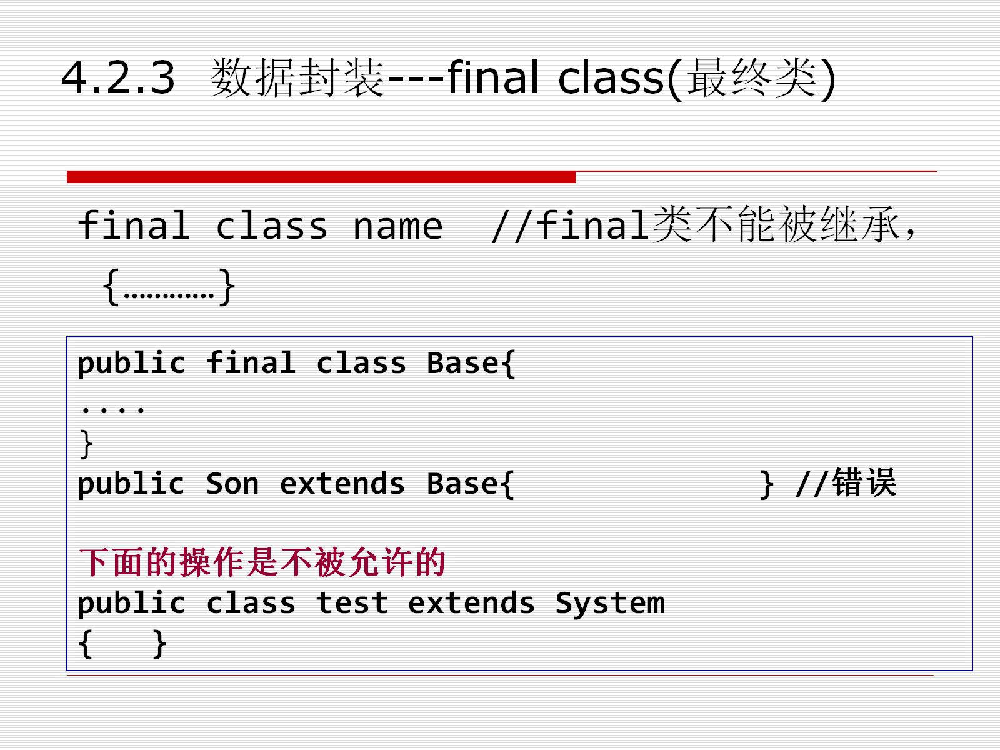 4.2.3 数据封装---final class(最终类)
final class name //final类不能被继承，
{…………}
public final class Base{
....
}
public Son extends Base{ } //错误
下面的操作是不被允许的
public class test extends System
{ }